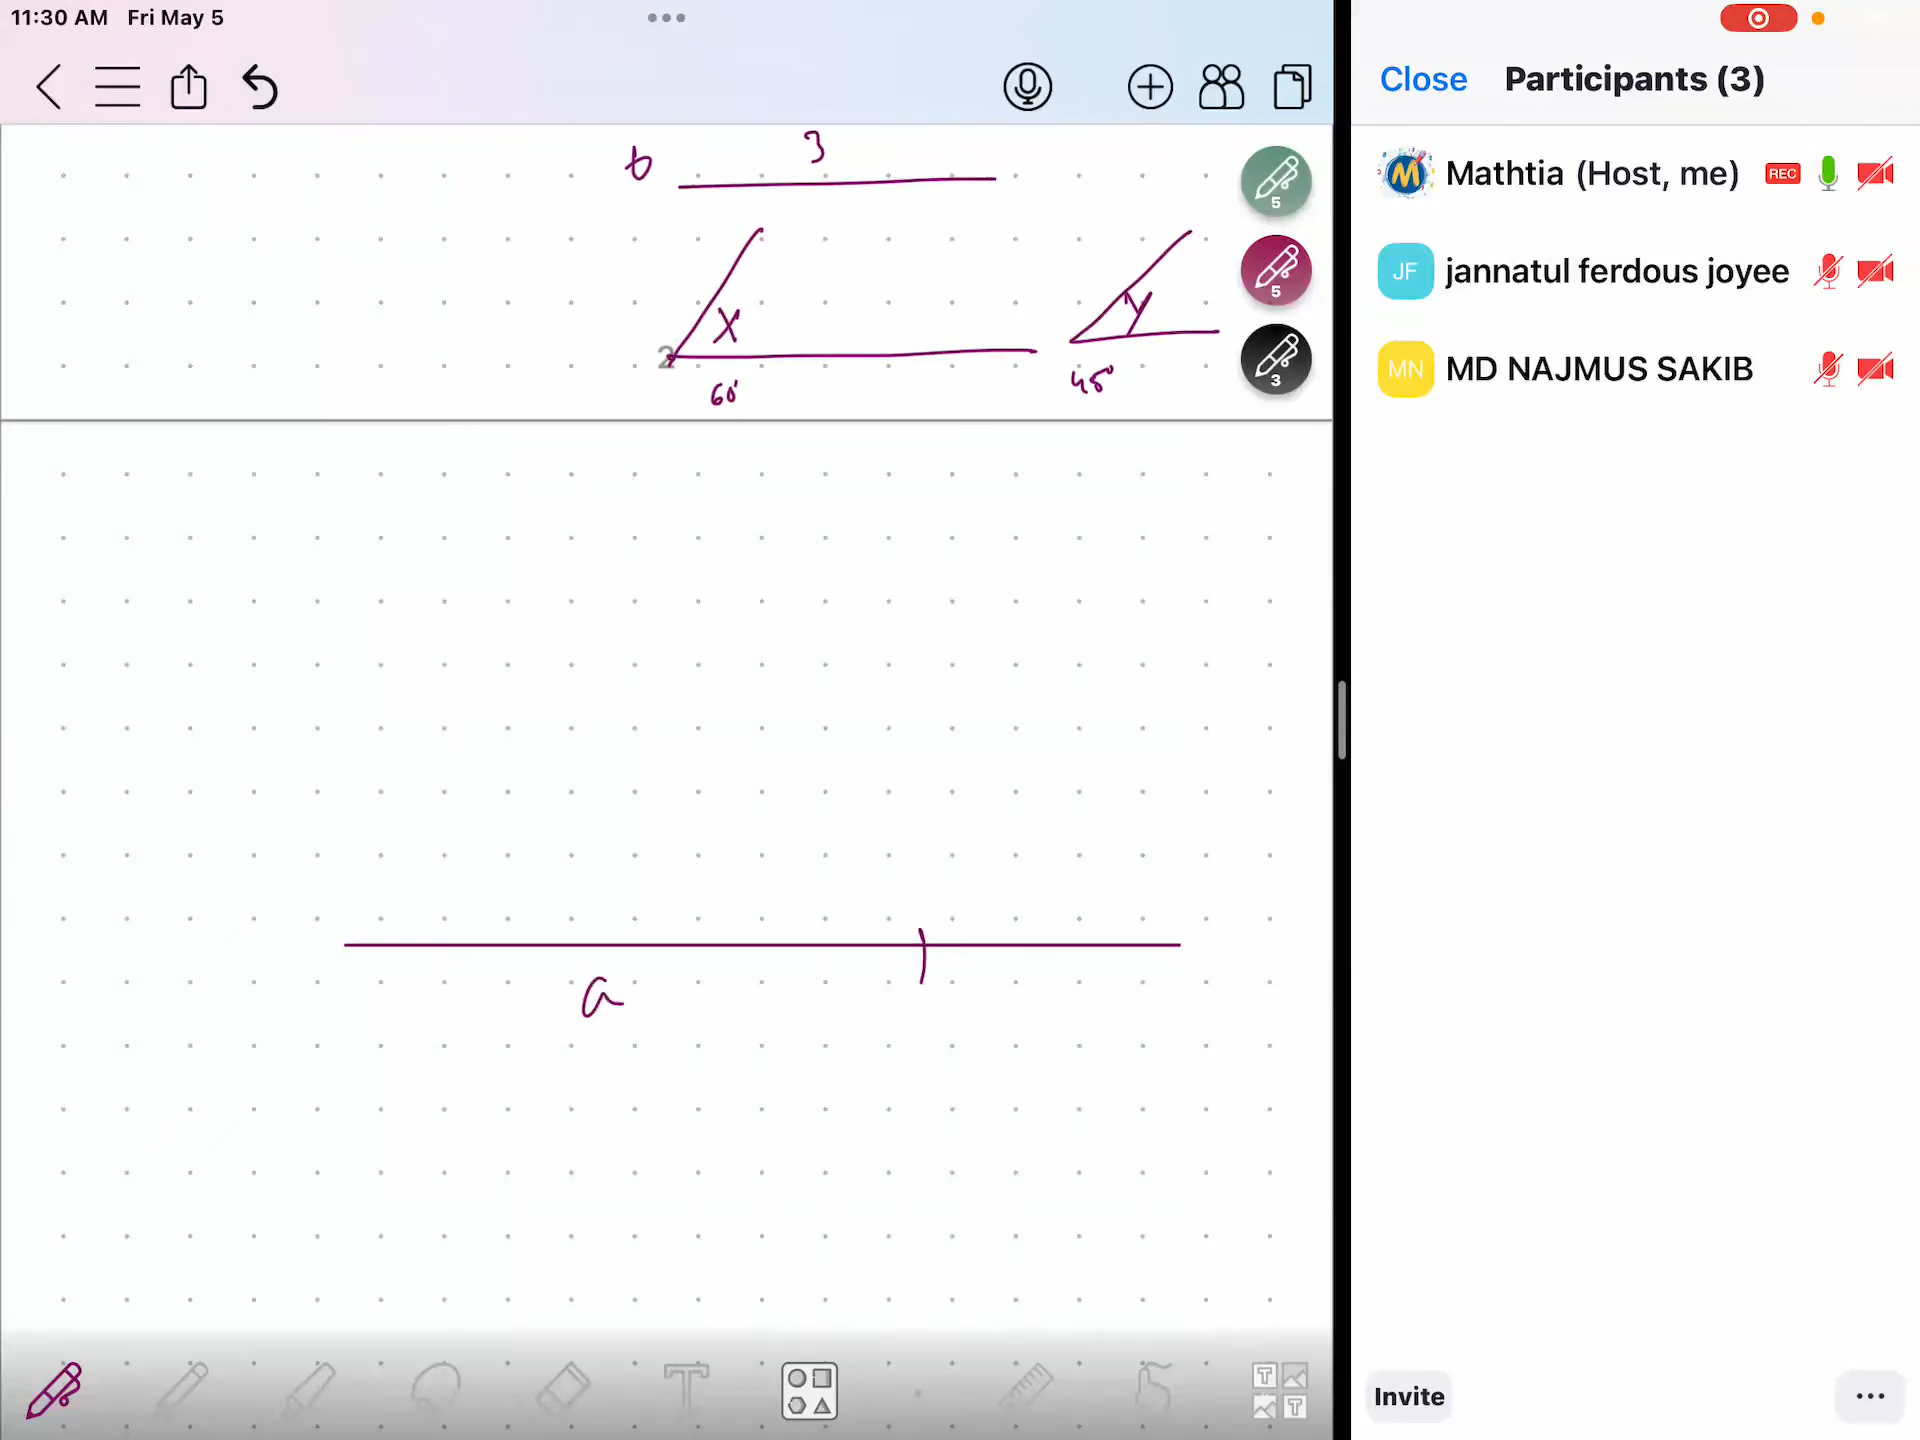 11:30 AM Fri May 5
Close Participants (3)
M Mathtia (Host, me) REC
JF jannatul ferdous joyee
MN MD NAJMUS SAKIB
b 3
5
5
3
x
y
2
60°
45°
a
T
T
T
Invite